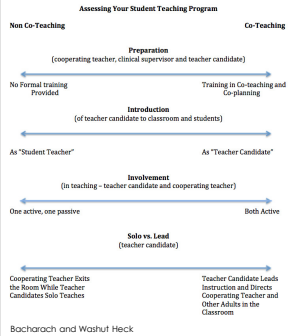 Assessing Your Student Teaching Program
Non Co-Teaching
Co-Teaching
Preparation
(cooperating teacher, clinical supervisor and teacher candidate)
No Formal training
Provided
Training in Co-teaching and
Co-planning
Introduction
(of teacher candidate to classroom and students)
As "Student Teacher"
As "Teacher Candidate"
Involvement
(in teaching – teacher candidate and cooperating teacher)
One active, one passive
Both Active
Solo vs. Lead
(teacher candidate)
Cooperating Teacher Exits
the Room While Teacher
Candidates Solo Teaches
Teacher Candidate Leads
Instruction and Directs
Cooperating Teacher and
Other Adults in the
Classroom
Bacharach and Washut Heck